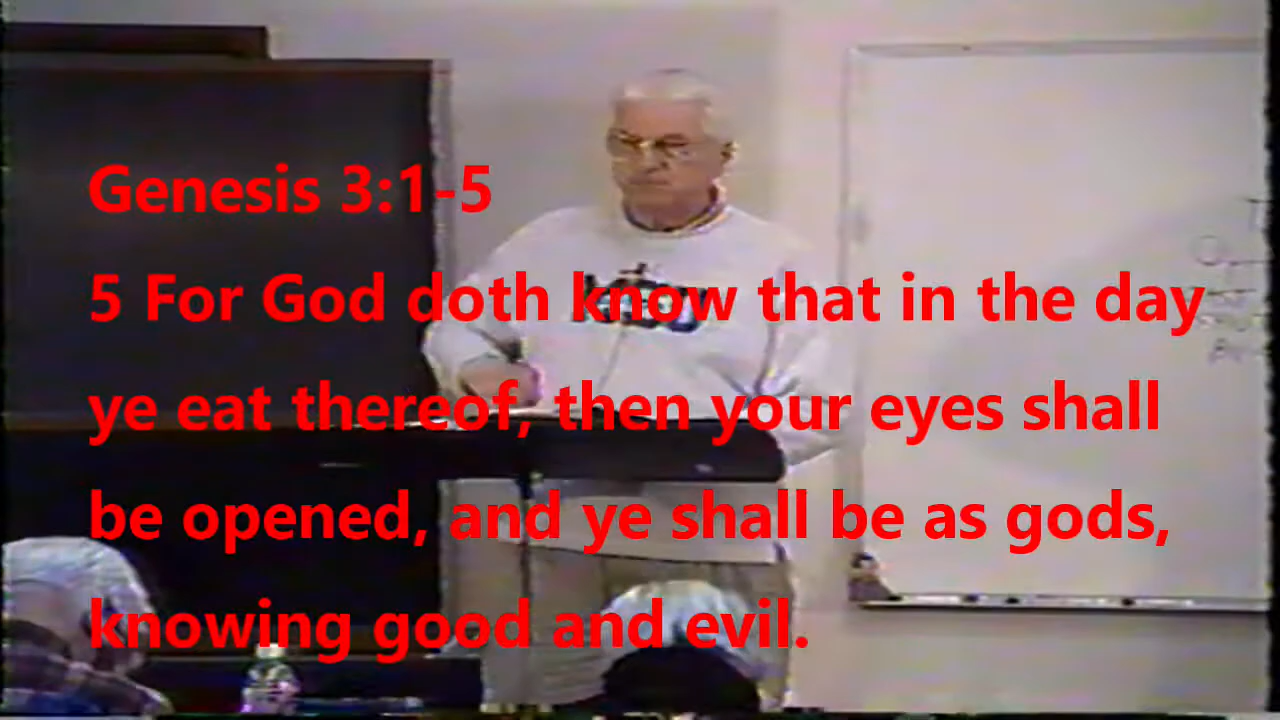 Genesis 3:1-5
5 For God doth know that in the day
ye eat thereof, then your eyes shall
be opened, and ye shall be as gods,
knowing good and evil.